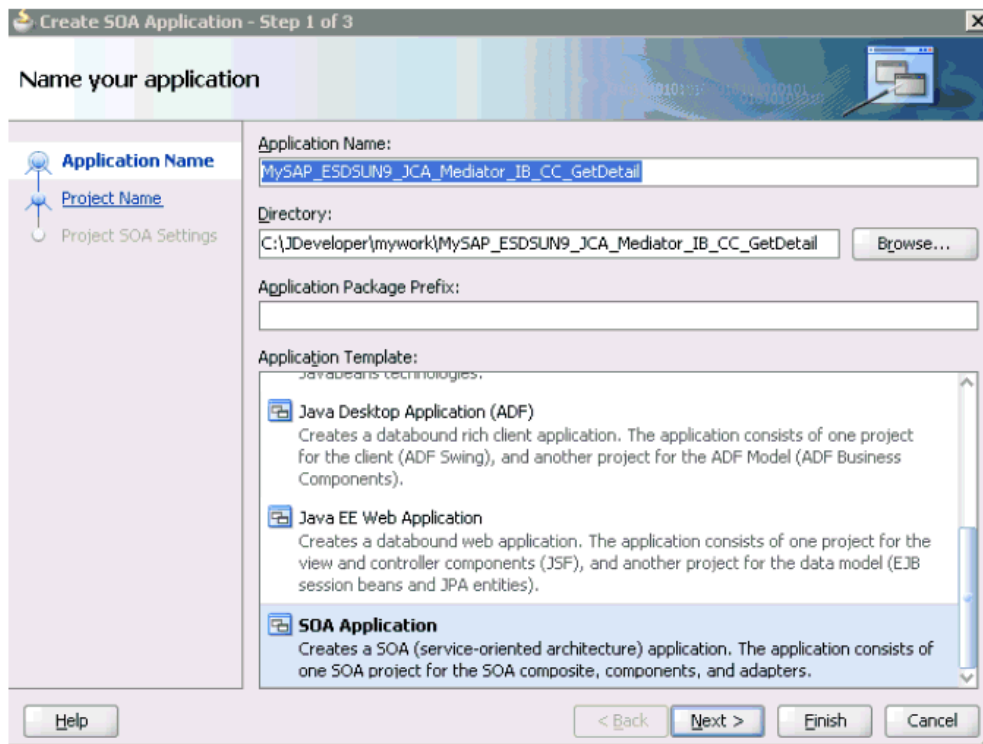 Create SOA Application - Step 1 of 3
Name your application
Application Name
Project Name
Project SOA Settings
Application Name:
MySAP_ESDSUN9_JCA_Mediator_IB_CC_GetDetail
Directory:
C:\JDeveloper\mywork\MySAP_ESDSUN9_JCA_Mediator_IB_CC_GetDetail
Browse...
Application Package Prefix:
Application Template:
Javabeans technologies.
Java Desktop Application (ADF)
Creates a databound rich client application. The application consists of one project
for the client (ADF Swing), and another project for the ADF Model (ADF Business
Components).
Java EE Web Application
Creates a databound web application. The application consists of one project for the
view and controller components (JSF), and another project for the data model (EJB
session beans and JPA entities).
SOA Application
Creates a SOA (service-oriented architecture) application. The application consists of
one SOA project for the SOA composite, components, and adapters.
Help
< Back
Next >
Finish
Cancel